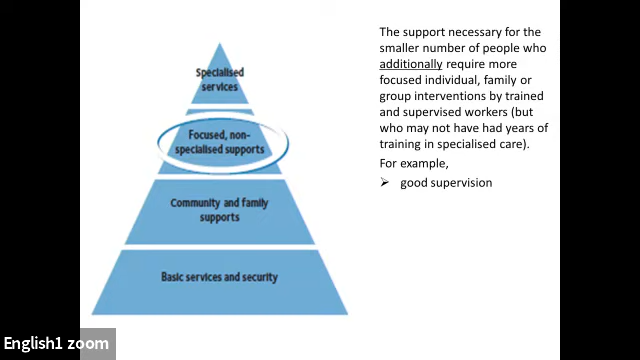 Specialised
services
Focused, non-
specialised supports
Community and family
supports
Basic services and security
The support necessary for the
smaller number of people who
additionally require more
focused individual, family or
group interventions by trained
and supervised workers (but
who may not have had years of
training in specialised care).
For example,
➢ good supervision
English1 zoom